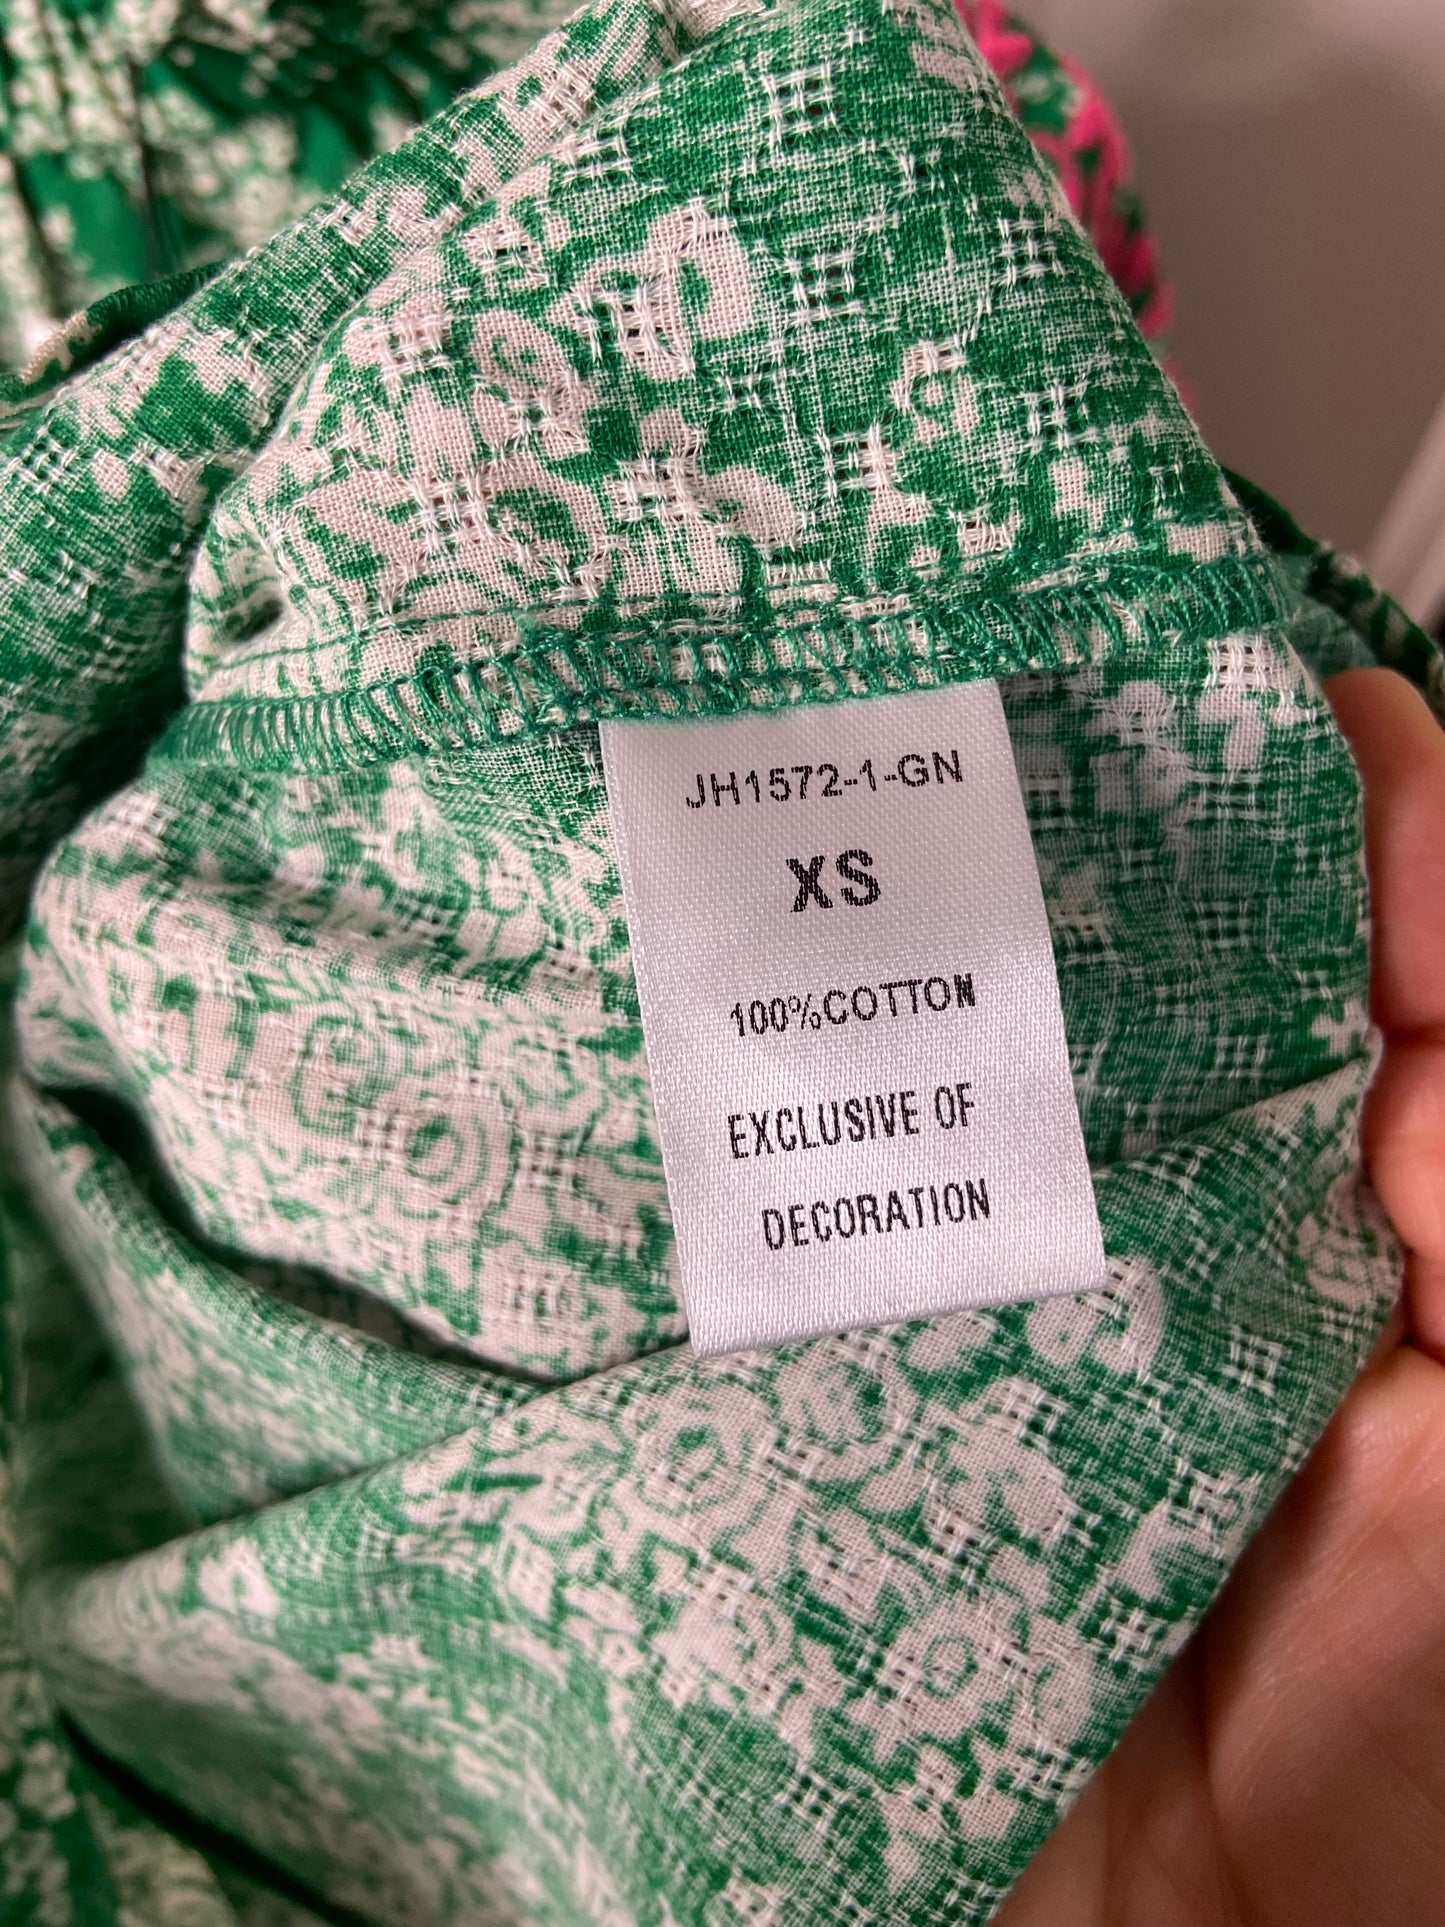 JH1572-1-GN
XS
100%COTTON
EXCLUSIVE OF
DECORATION